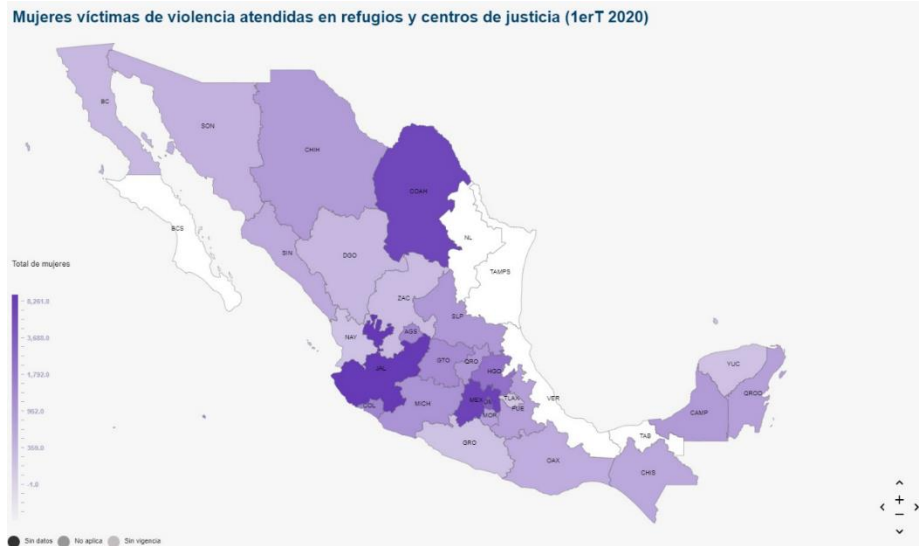 Mujeres víctimas de violencia atendidas en refugios y centros de justicia (1erT 2020)
BC
SON
CHIH
COAH
BCS
NL
SIN
DGO
TAMPS
Total de mujeres
ZAC
SLP
NAY
AGS
JAL
GTO
QRO
HGO
YUC
COL
MICH
MEX
TLAX
PUE
MOR
VER
CAMP
QROO
TAB
GRO
OAX
CHIS
Sin datos No aplica Sin vigencia